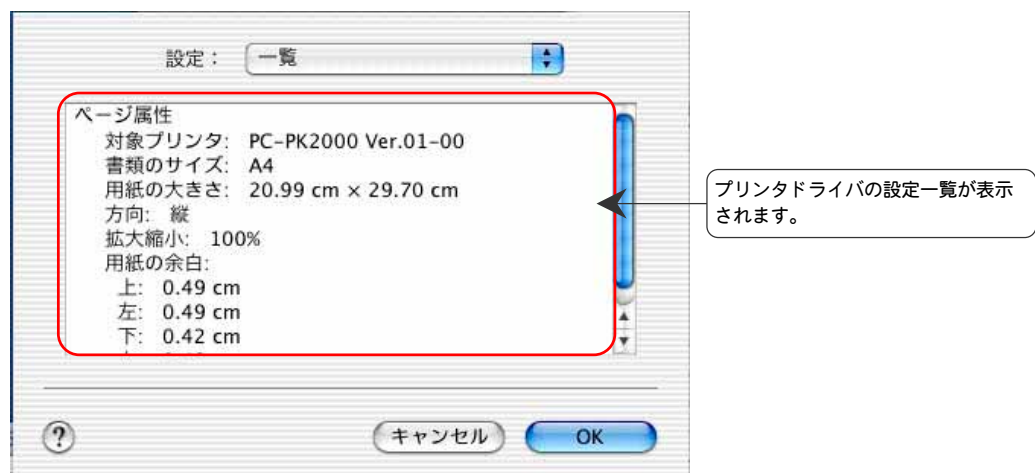 設定： 一覧
ページ属性
対象プリンタ: PC-PK2000 Ver.01-00
書類のサイズ: A4
用紙の大きさ: 20.99 cm × 29.70 cm
方向: 縦
拡大縮小: 100%
用紙の余白:
上: 0.49 cm
左: 0.49 cm
下: 0.42 cm
プリンタドライバの設定一覧が表示
されます。
? キャンセル OK